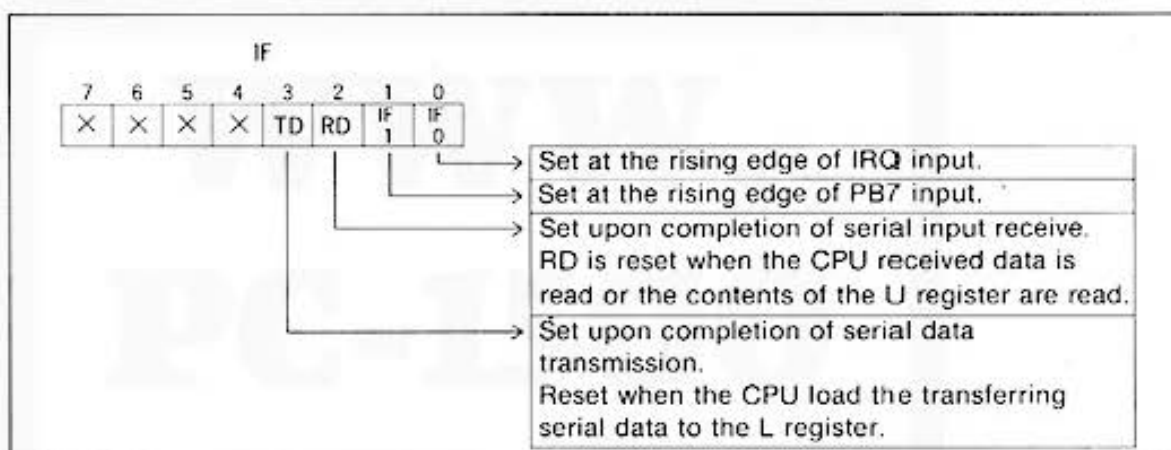 IF
7 6 5 4 3 2 1 0
× × × × TD RD IF 1 IF 0
Set at the rising edge of IRQ input.
Set at the rising edge of PB7 input.
Set upon completion of serial input receive.
RD is reset when the CPU received data is
read or the contents of the U register are read.
Set upon completion of serial data
transmission.
Reset when the CPU load the transferring
serial data to the L register.